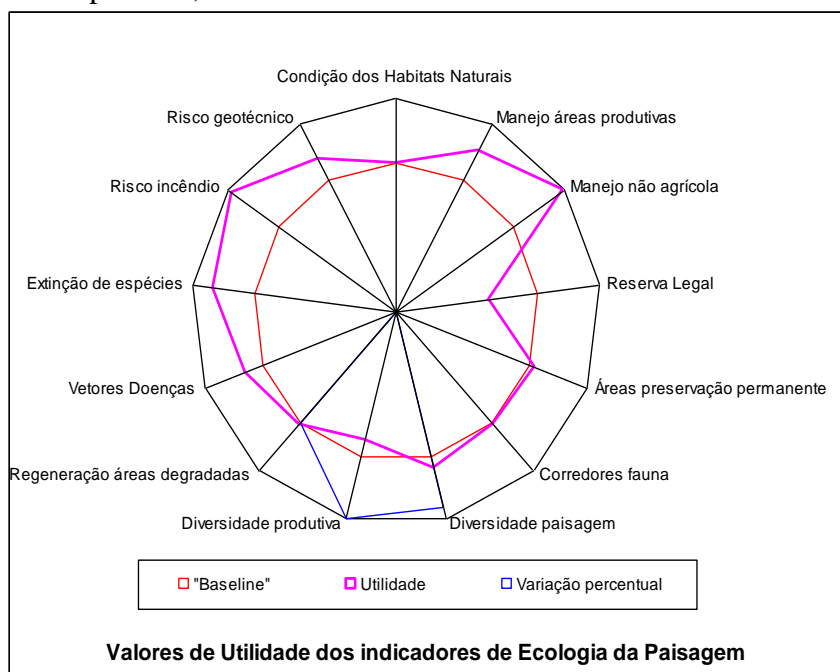 Condição dos Habitats Naturais
Risco geotécnico
Manejo áreas produtivas
Risco incêndio
Manejo não agrícola
Extinção de espécies
Reserva Legal
Vetores Doenças
Áreas preservação permanente
Regeneração áreas degradadas
Corredores fauna
Diversidade produtiva
Diversidade paisagem
"Baseline"
Utilidade
Variação percentual
Valores de Utilidade dos indicadores de Ecologia da Paisagem